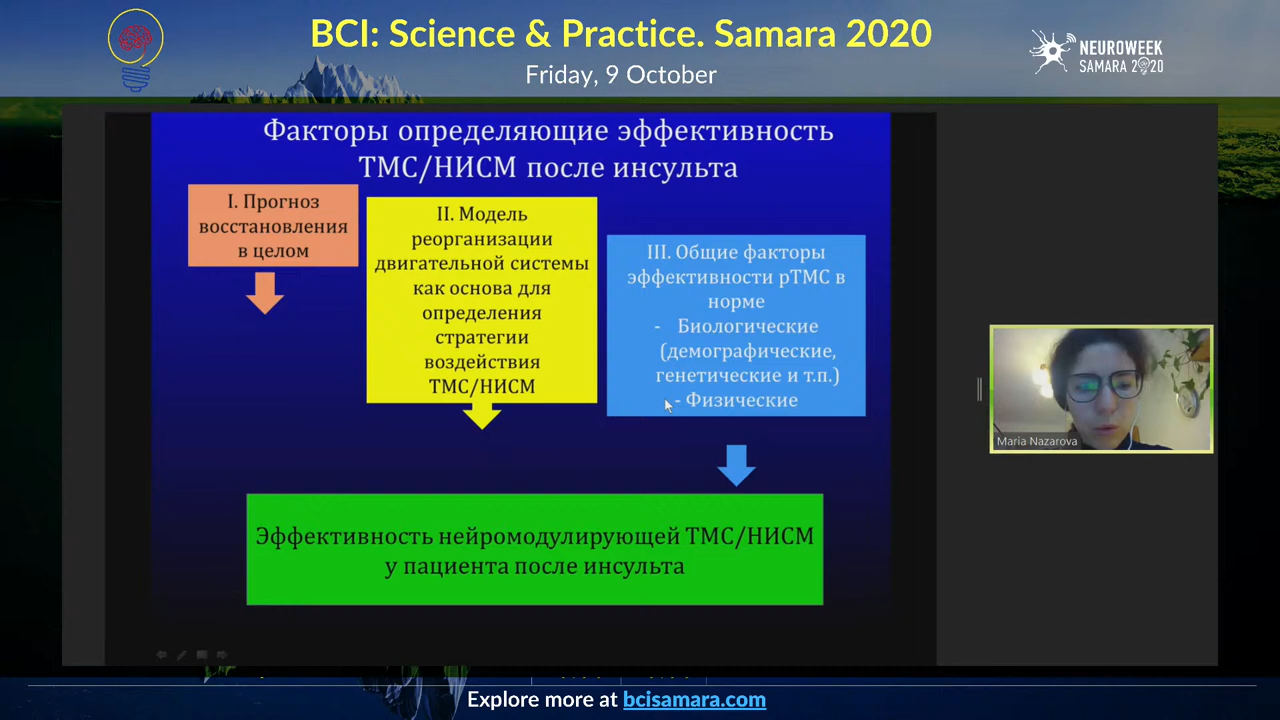 BCI: Science & Practice. Samara 2020
Friday, 9 October
NEUROWEEK
SAMARA 2020
Факторы определяющие эффективность
ТМС/НИСМ после инсульта
I. Прогноз
восстановления
в целом
II. Модель
реорганизации
двигательной системы
как основа для
определения
стратегии
воздействия
ТМС/НИСМ
III. Общие факторы
эффективности рТМС в
норме
- Биологические
(демографические,
генетические и т.п.)
- Физические
Эффективность нейромодулирующей ТМС/НИСМ
у пациента после инсульта
Maria Nazarova
Explore more at bcisamara.com